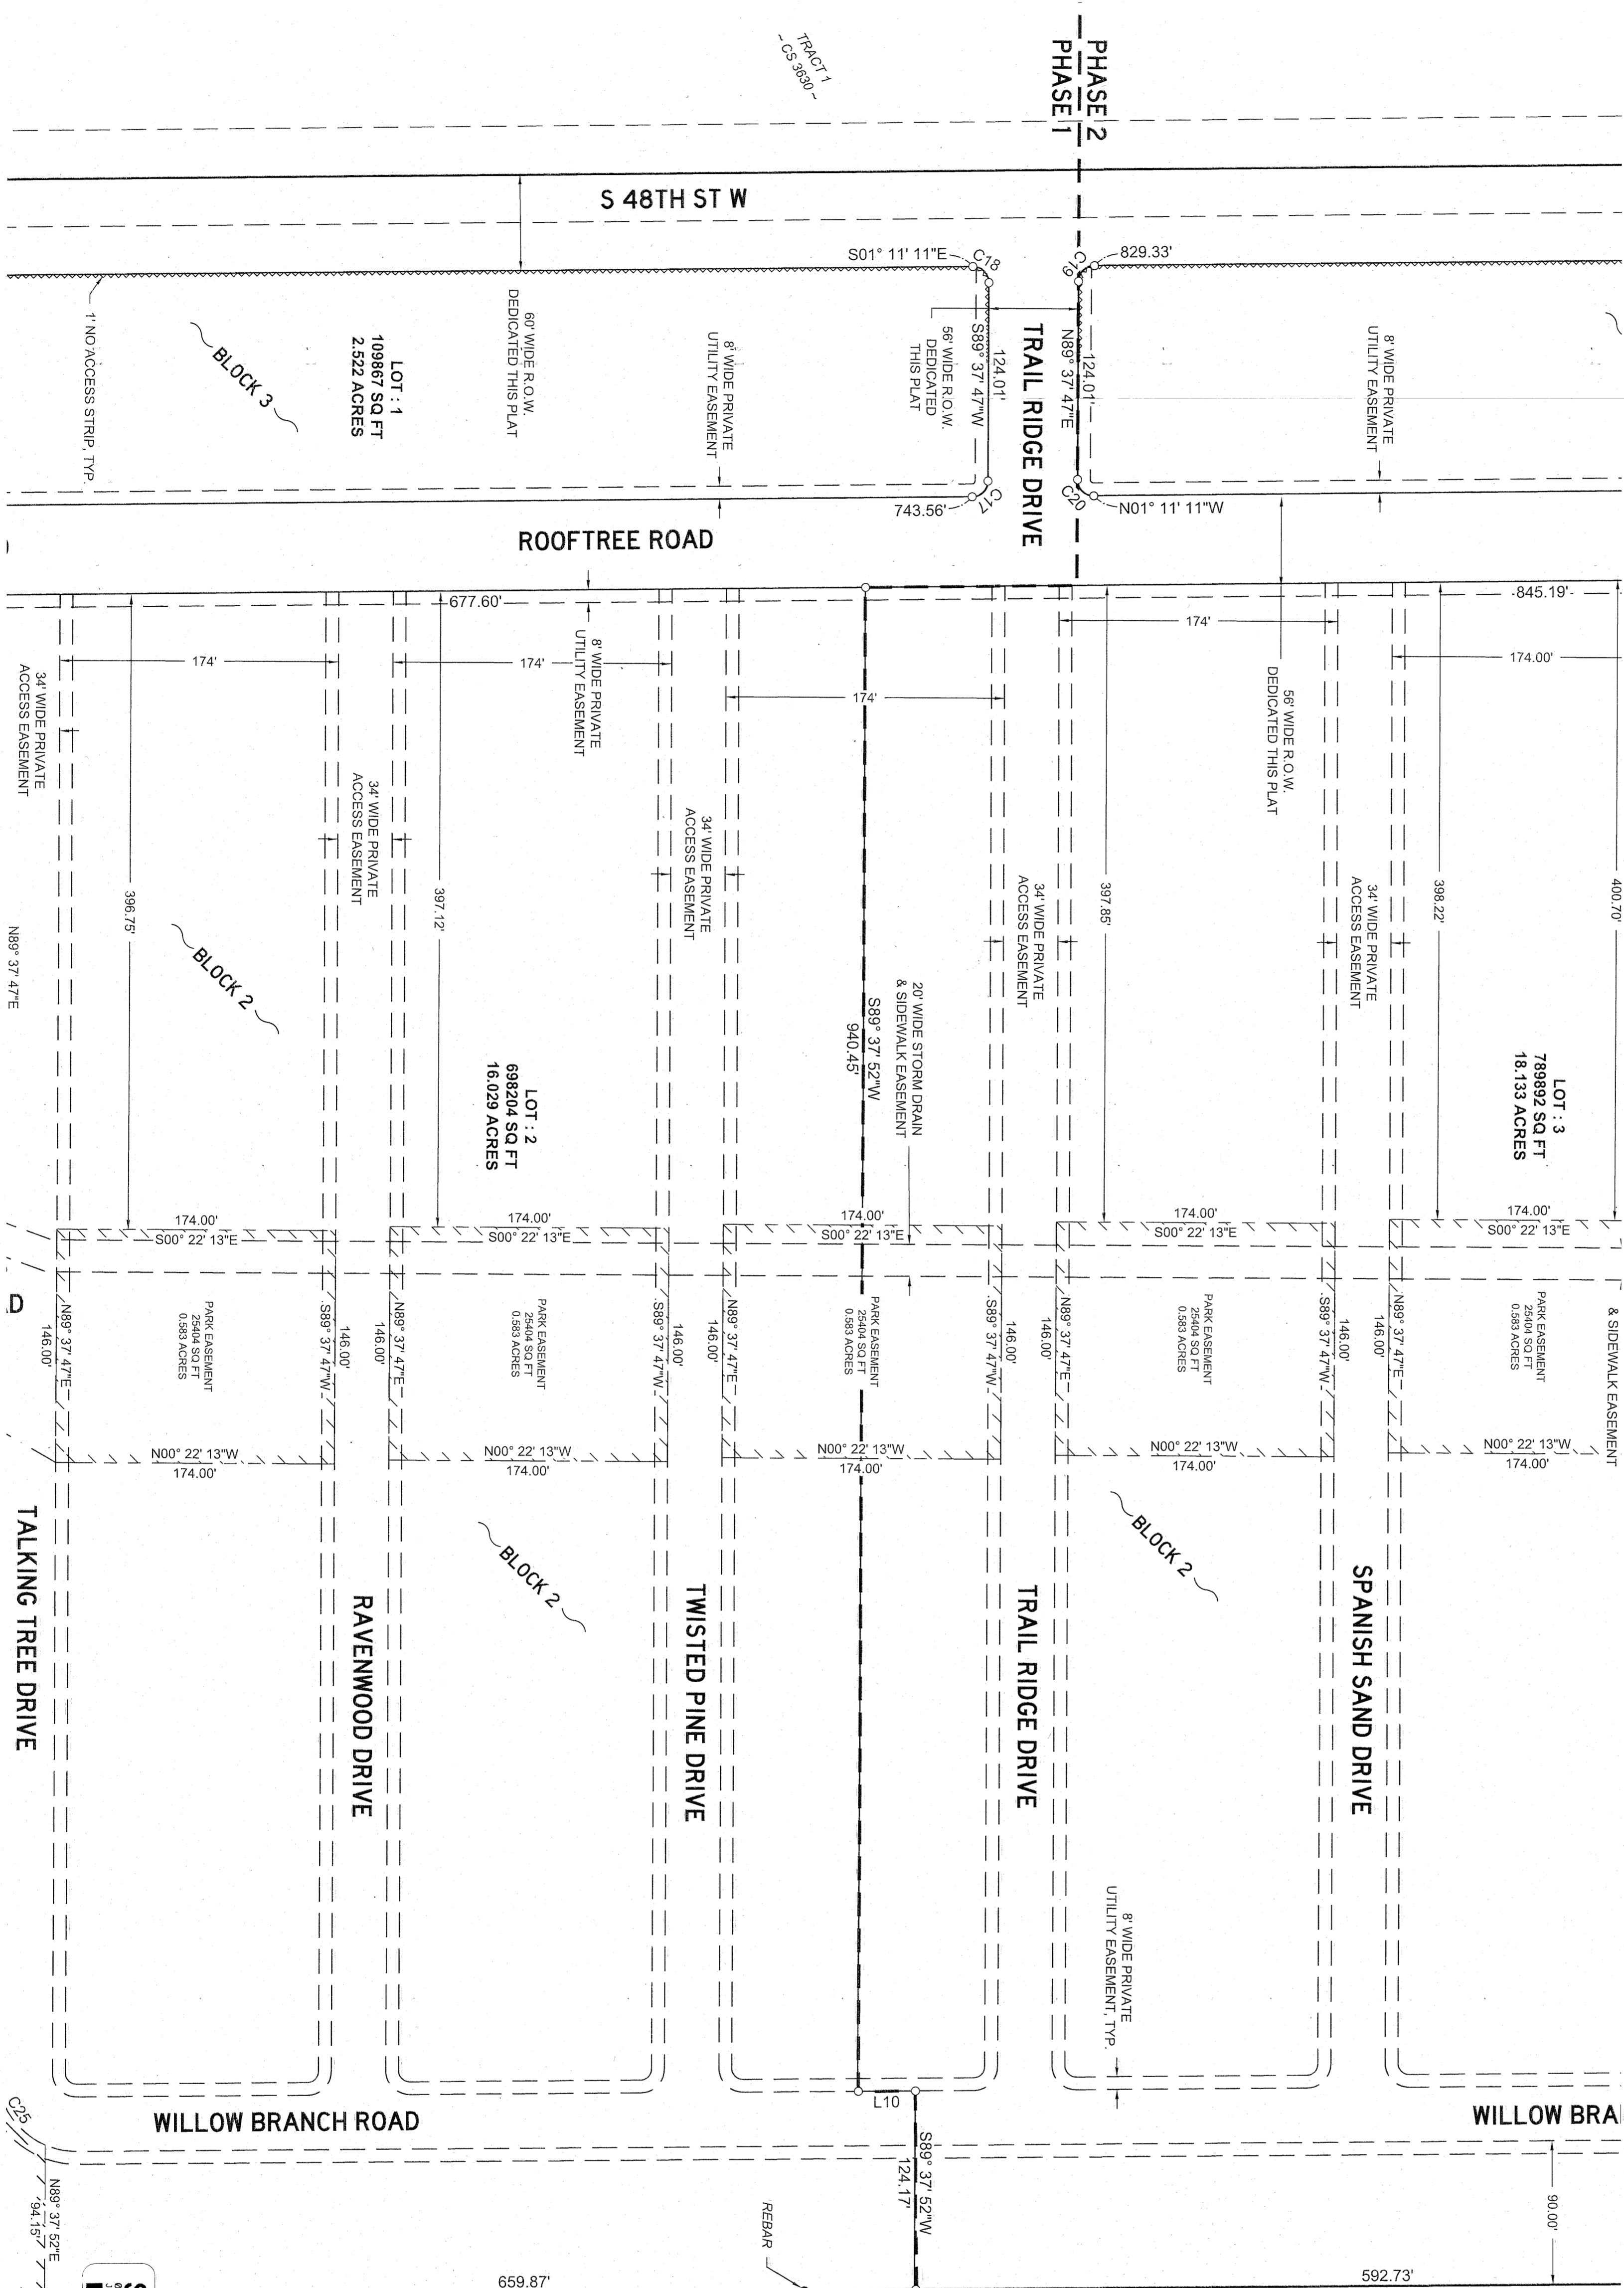 TRACT 1
~ CS 3630 ~
PHASE 2
PHASE 1
S 48TH ST W
S01° 11' 11"E
C18
C19
829.33'
1' NO ACCESS STRIP, TYP.
BLOCK 3
LOT : 1
109867 SQ FT
2.522 ACRES
60' WIDE R.O.W.
DEDICATED THIS PLAT
8' WIDE PRIVATE
UTILITY EASEMENT
56' WIDE R.O.W.
DEDICATED
THIS PLAT
S89° 37' 47"W
124.01'
TRAIL RIDGE DRIVE
N89° 37' 47"E
124.01'
8' WIDE PRIVATE
UTILITY EASEMENT
743.56'
C17
C20
N01° 11' 11"W
ROOFTREE ROAD
677.60'
845.19'
174'
174'
174'
174'
174.00'
34' WIDE PRIVATE
ACCESS EASEMENT
8' WIDE PRIVATE
UTILITY EASEMENT
56' WIDE R.O.W.
DEDICATED THIS PLAT
34' WIDE PRIVATE
ACCESS EASEMENT
34' WIDE PRIVATE
ACCESS EASEMENT
34' WIDE PRIVATE
ACCESS EASEMENT
34' WIDE PRIVATE
ACCESS EASEMENT
396.75'
397.12'
397.85'
398.22'
400.70'
N89° 37' 47"E
BLOCK 2
LOT : 2
698204 SQ FT
16.029 ACRES
S89° 37' 52"W
940.45'
20' WIDE STORM DRAIN
& SIDEWALK EASEMENT
LOT : 3
789892 SQ FT
18.133 ACRES
174.00'
S00° 22' 13"E
174.00'
S00° 22' 13"E
174.00'
S00° 22' 13"E
174.00'
S00° 22' 13"E
174.00'
S00° 22' 13"E
D
N89° 37' 47"E
146.00'
PARK EASEMENT
25404 SQ FT
0.583 ACRES
S89° 37' 47"W
146.00'
N89° 37' 47"E
146.00'
PARK EASEMENT
25404 SQ FT
0.583 ACRES
S89° 37' 47"W
146.00'
N89° 37' 47"E
146.00'
PARK EASEMENT
25404 SQ FT
0.583 ACRES
S89° 37' 47"W
146.00'
N89° 37' 47"E
146.00'
PARK EASEMENT
25404 SQ FT
0.583 ACRES
S89° 37' 47"W
146.00'
N89° 37' 47"E
146.00'
PARK EASEMENT
25404 SQ FT
0.583 ACRES
& SIDEWALK EASEMENT
N00° 22' 13"W
174.00'
N00° 22' 13"W
174.00'
N00° 22' 13"W
174.00'
N00° 22' 13"W
174.00'
N00° 22' 13"W
174.00'
TALKING TREE DRIVE
RAVENWOOD DRIVE
BLOCK 2
TWISTED PINE DRIVE
TRAIL RIDGE DRIVE
BLOCK 2
SPANISH SAND DRIVE
8' WIDE PRIVATE
UTILITY EASEMENT, TYP.
L10
C25
WILLOW BRANCH ROAD
WILLOW BRA
N89° 37' 52"E
94.15'
S89° 37' 52"W
124.17'
REBAR
90.00'
659.87'
592.73'